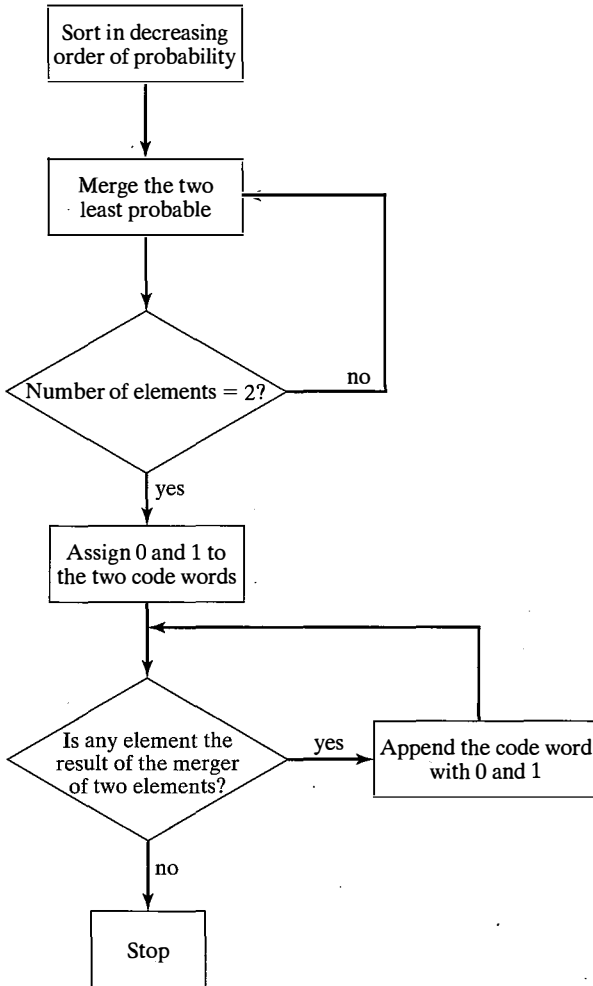 Sort in decreasing
order of probability
Merge the two
least probable
Number of elements = 2?
no
yes
Assign 0 and 1 to
the two code words
Is any element the
result of the merger
of two elements?
yes
Append the code word
with 0 and 1
no
Stop